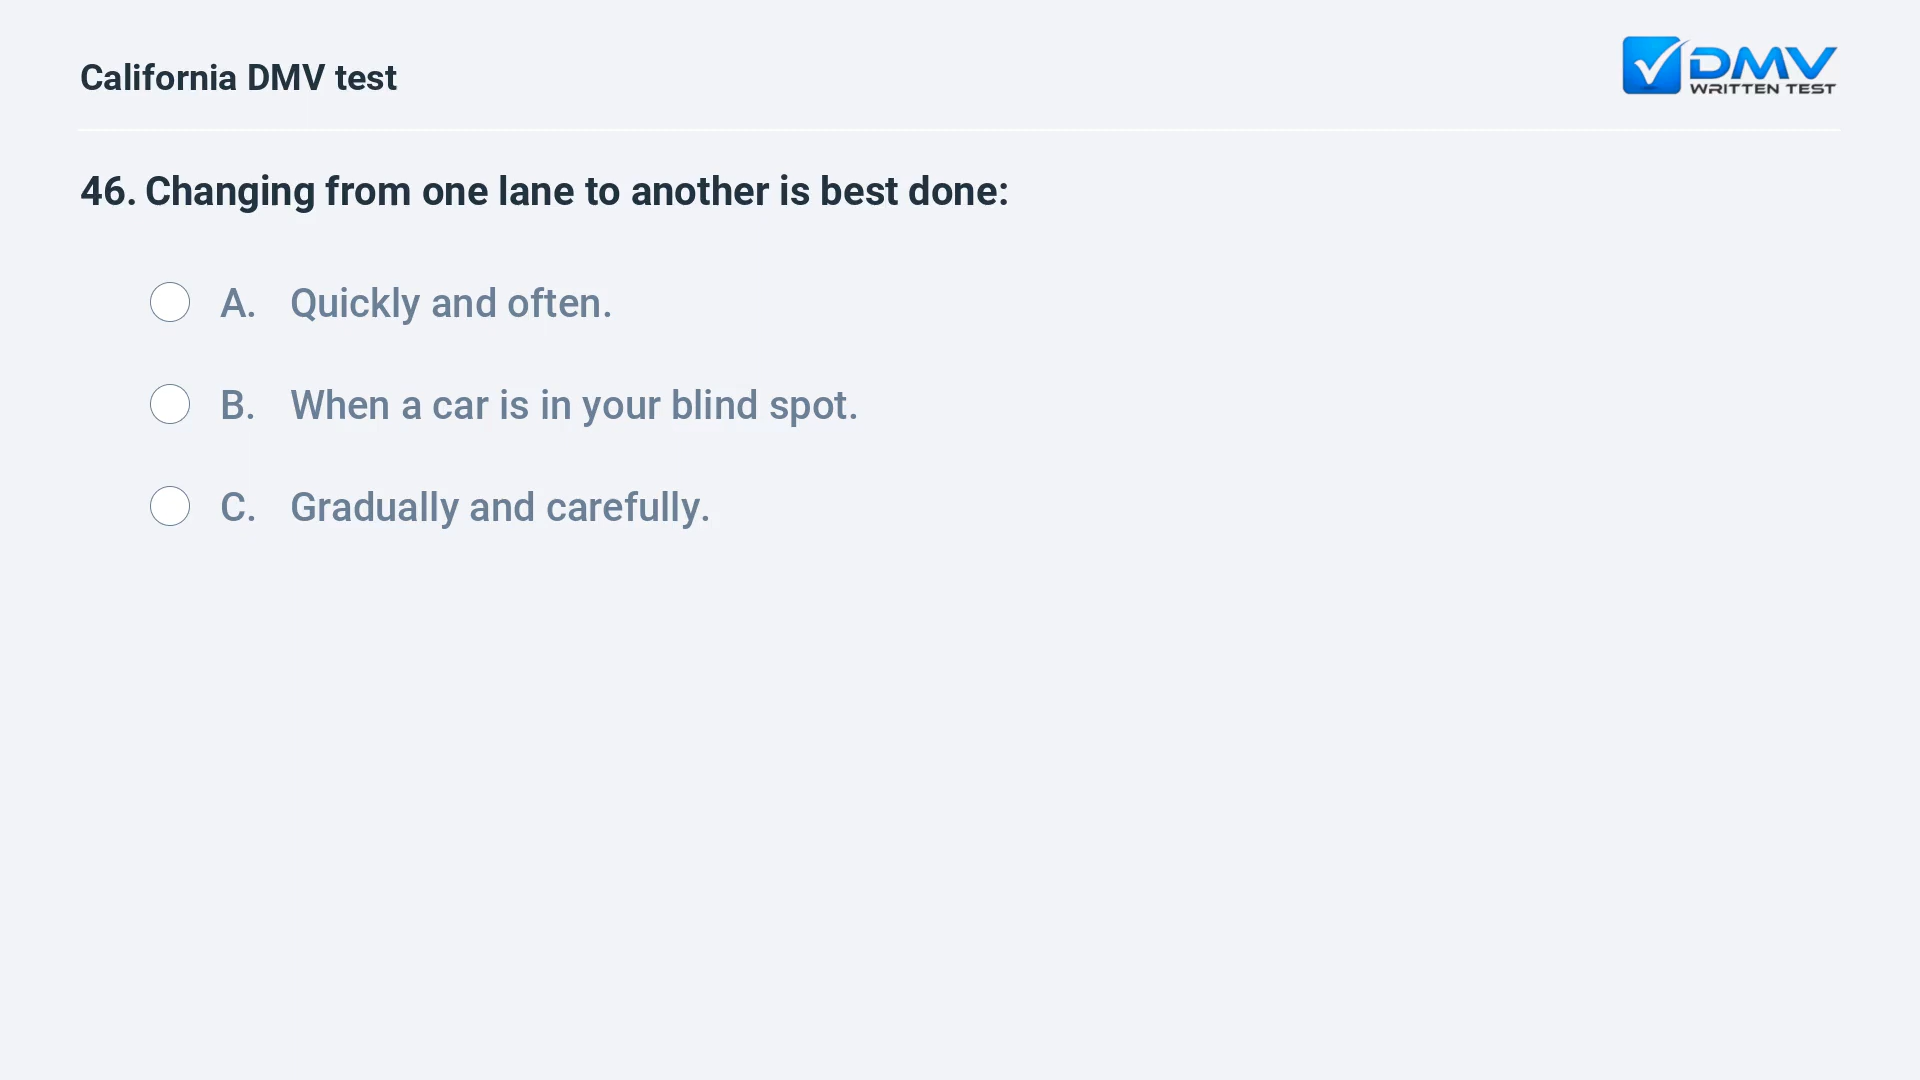 California DMV test
DMV
WRITTEN TEST
46. Changing from one lane to another is best done:
A. Quickly and often.
B. When a car is in your blind spot.
C. Gradually and carefully.